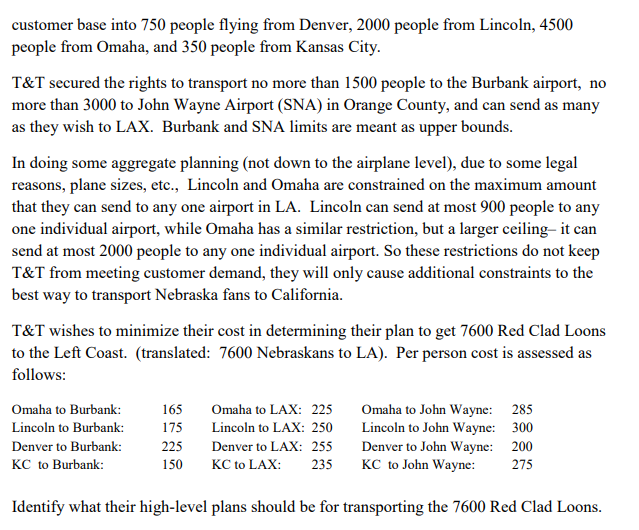 customer base into 750 people flying from Denver, 2000 people from Lincoln, 4500
people from Omaha, and 350 people from Kansas City.
T&T secured the rights to transport no more than 1500 people to the Burbank airport,  no
more than 3000 to John Wayne Airport (SNA) in Orange County, and can send as many
as they wish to LAX.  Burbank and SNA limits are meant as upper bounds.
In doing some aggregate planning (not down to the airplane level), due to some legal
reasons, plane sizes, etc.,  Lincoln and Omaha are constrained on the maximum amount
that they can send to any one airport in LA.  Lincoln can send at most 900 people to any
one individual airport, while Omaha has a similar restriction, but a larger ceiling– it can
send at most 2000 people to any one individual airport. So these restrictions do not keep
T&T from meeting customer demand, they will only cause additional constraints to the
best way to transport Nebraska fans to California.
T&T wishes to minimize their cost in determining their plan to get 7600 Red Clad Loons
to the Left Coast.  (translated:  7600 Nebraskans to LA).  Per person cost is assessed as
follows:
Omaha to Burbank: 165 Omaha to LAX: 225 Omaha to John Wayne: 285
Lincoln to Burbank: 175 Lincoln to LAX: 250 Lincoln to John Wayne: 300
Denver to Burbank: 225 Denver to LAX: 255 Denver to John Wayne: 200
KC  to Burbank: 150 KC to LAX: 235 KC  to John Wayne: 275
Identify what their high-level plans should be for transporting the 7600 Red Clad Loons.